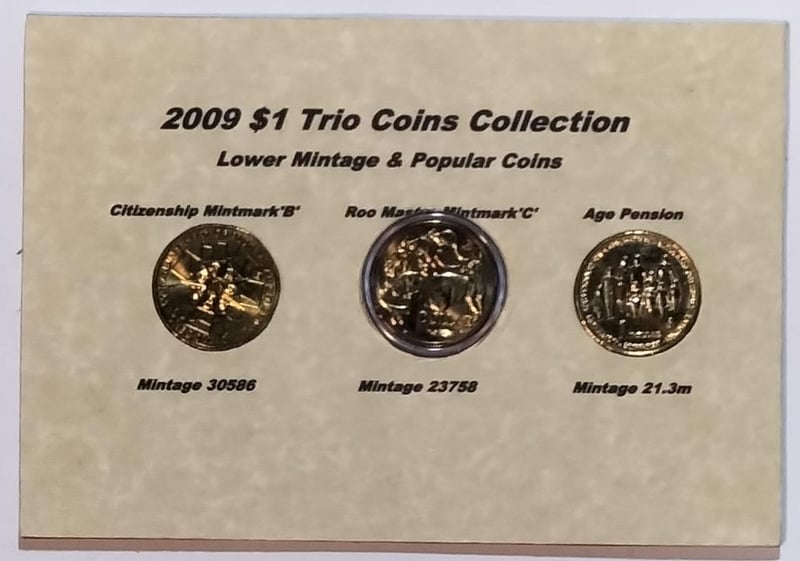 2009 $1 Trio Coins Collection
Lower Mintage & Popular Coins
Citizenship Mintmark'B' Roo Master Mintmark'C' Age Pension
Mintage 30586 Mintage 23758 Mintage 21.3m